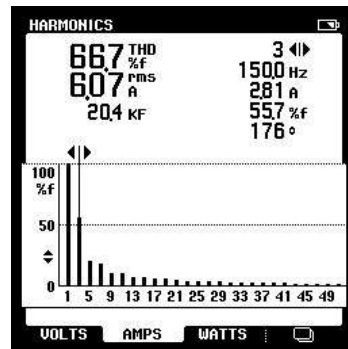 HARMONICS
66.7 THD %f
6.07 rms A
20.4 KF
3
150.0 Hz
2.81 A
55.7 %f
176°
100
%f
50
0
1 5 9 13 17 21 25 29 33 37 41 45 49
VOLTS AMPS WATTS